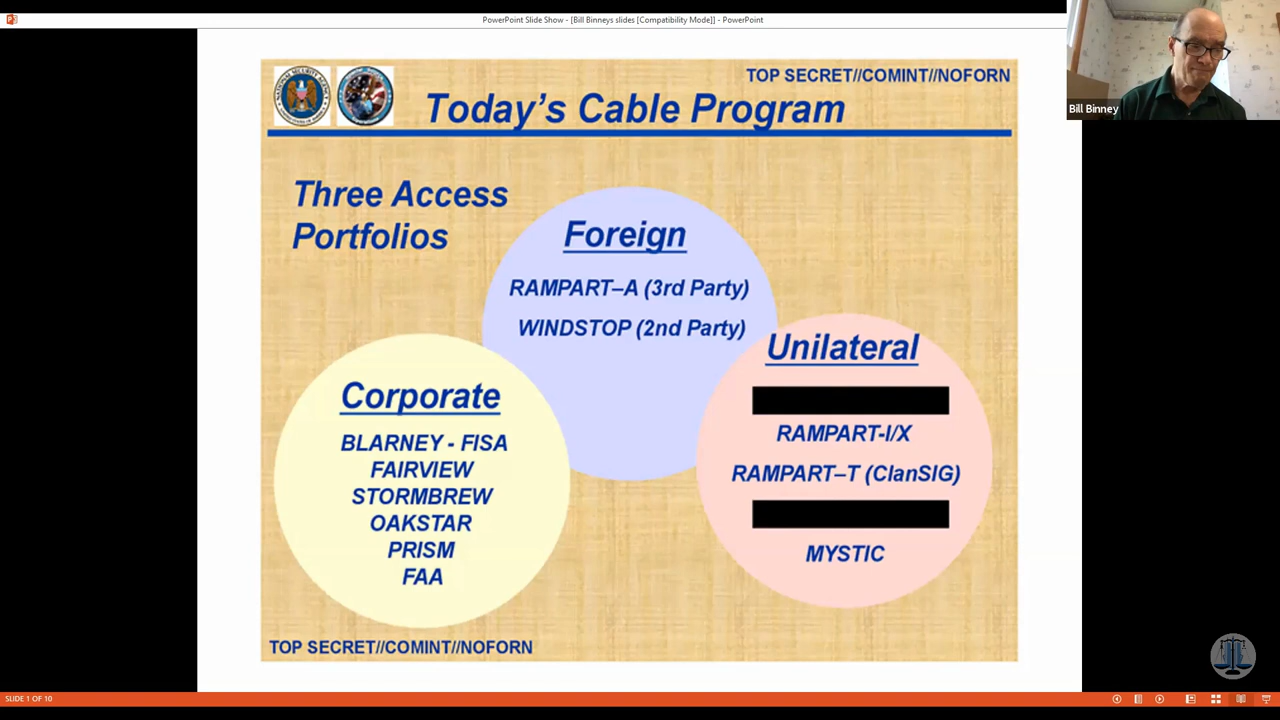 PowerPoint Slide Show - [Bill Binneys slides [Compatibility Mode]] - PowerPoint
Bill Binney
TOP SECRET//COMINT//NOFORN
Today's Cable Program
Three Access
Portfolios
Foreign
RAMPART–A (3rd Party)
WINDSTOP (2nd Party)
Corporate
BLARNEY - FISA
FAIRVIEW
STORMBREW
OAKSTAR
PRISM
FAA
Unilateral
RAMPART-I/X
RAMPART–T (ClanSIG)
MYSTIC
TOP SECRET//COMINT//NOFORN
SLIDE 1 OF 10